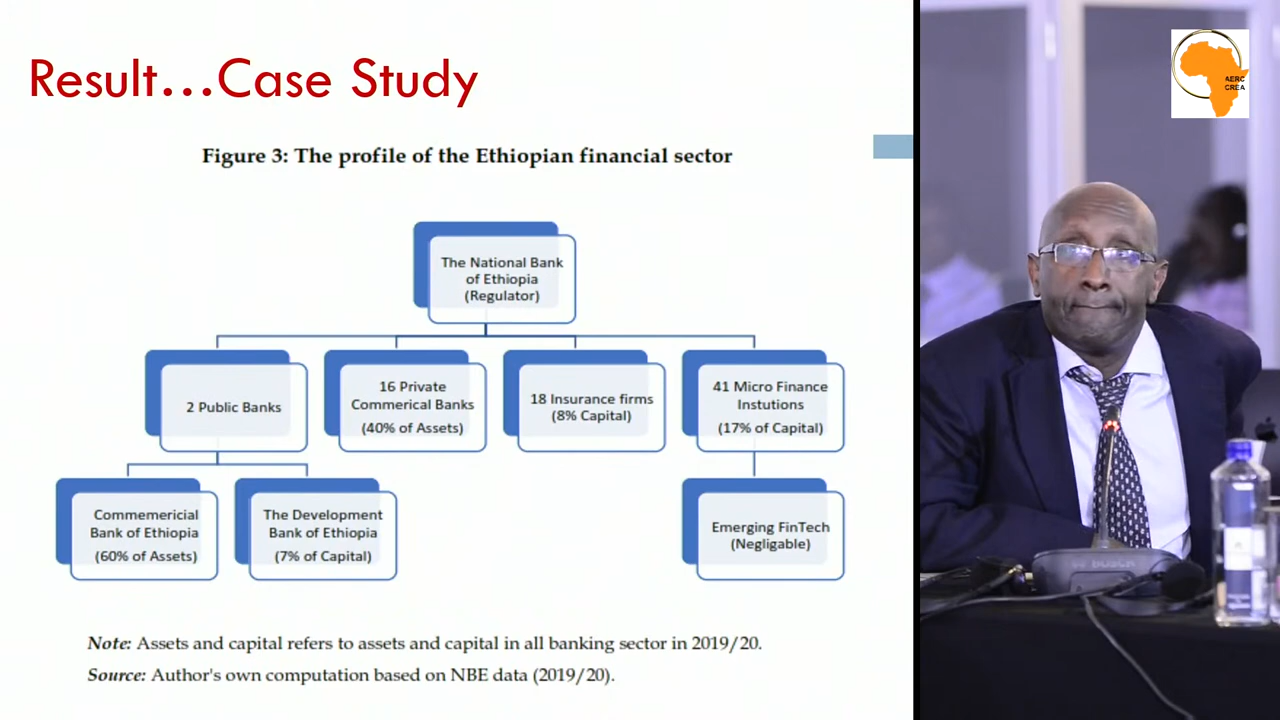 Result...Case Study
Figure 3: The profile of the Ethiopian financial sector
The National Bank
of Ethiopia
(Regulator)
2 Public Banks
16 Private
Commerical Banks
(40% of Assets)
18 Insurance firms
(8% Capital)
41 Micro Finance
Instutions
(17% of Capital)
Commemericial
Bank of Ethiopia
(60% of Assets)
The Development
Bank of Ethiopia
(7% of Capital)
Emerging FinTech
(Negligable)
Note: Assets and capital refers to assets and capital in all banking sector in 2019/20.
Source: Author's own computation based on NBE data (2019/20).
AERC
CREA
BOSCH